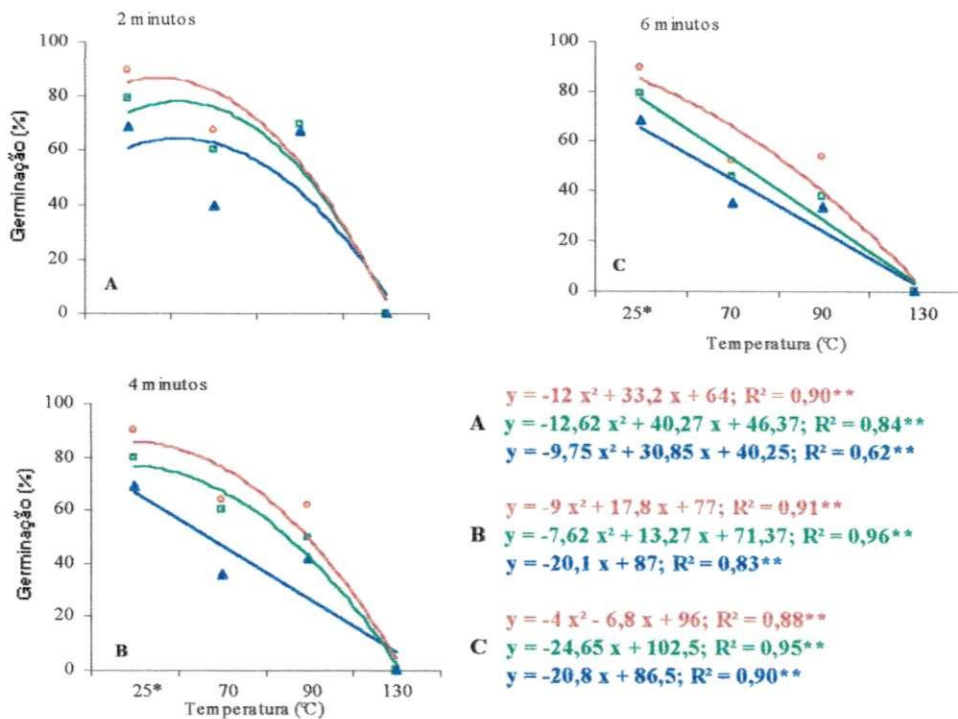 2 minutos
100
80
60
40
20
0
Germinação (%)
A
6 minutos
100
80
60
40
20
0
C
25* 70 90 130
Temperatura (ºC)
4 minutos
100
80
60
40
20
0
Germinação (%)
B
25* 70 90 130
Temperatura (ºC)
y = -12 x² + 33,2 x + 64; R² = 0,90**
A y = -12,62 x² + 40,27 x + 46,37; R² = 0,84**
y = -9,75 x² + 30,85 x + 40,25; R² = 0,62**
y = -9 x² + 17,8 x + 77; R² = 0,91**
B y = -7,62 x² + 13,27 x + 71,37; R² = 0,96**
y = -20,1 x + 87; R² = 0,83**
y = -4 x² - 6,8 x + 96; R² = 0,88**
C y = -24,65 x + 102,5; R² = 0,95**
y = -20,8 x + 86,5; R² = 0,90**